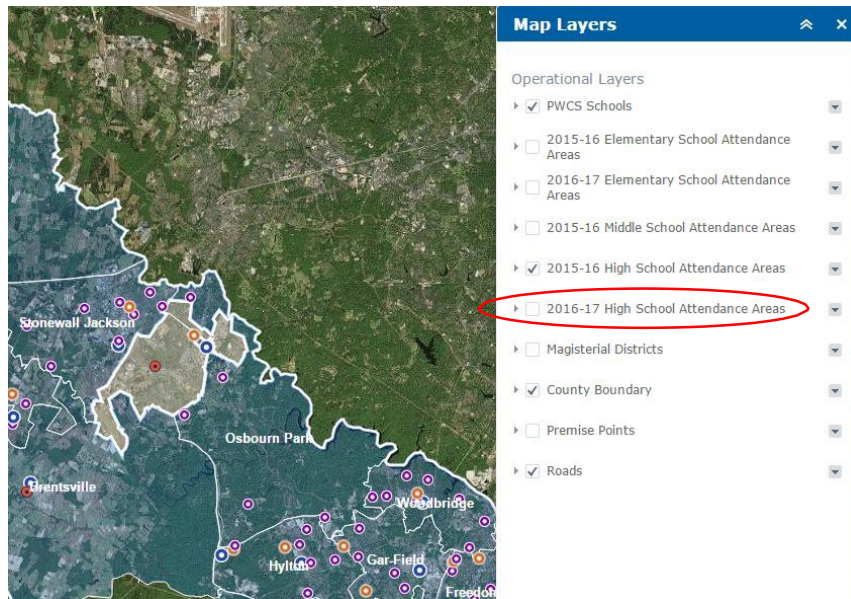 Map Layers
Operational Layers
PWCS Schools
2015-16 Elementary School Attendance
Areas
2016-17 Elementary School Attendance
Areas
2015-16 Middle School Attendance Areas
2015-16 High School Attendance Areas
2016-17 High School Attendance Areas
Magisterial Districts
County Boundary
Premise Points
Roads
Stonewall Jackson
Osbourn Park
Brentsville
Woodbridge
Hylton
Gar-Field
Freedom